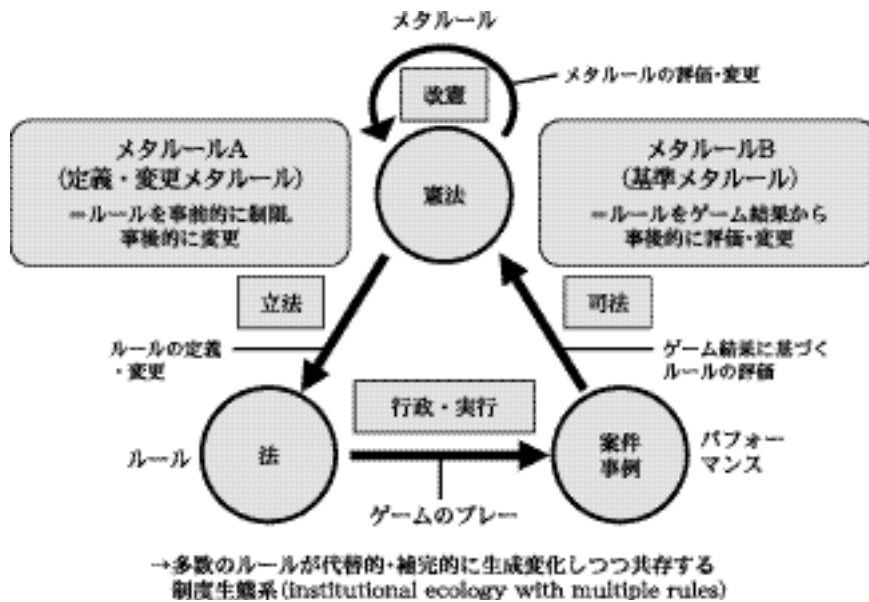 メタルール
メタルールの評価・変更
改憲
メタルールA
(定義・変更メタルール)
=ルールを事前的に制限,
事後的に変更
憲法
メタルールB
(基準メタルール)
=ルールをゲーム結果から
事後的に評価・変更
立法
司法
ルールの定義
・変更
ゲーム結果に基づく
ルールの評価
行政・実行
ルール
法
案件
事例
パフォー
マンス
ゲームのプレー
→多数のルールが代替的・補完的に生成変化しつつ共存する
制度生態系(institutional ecology with multiple rules)